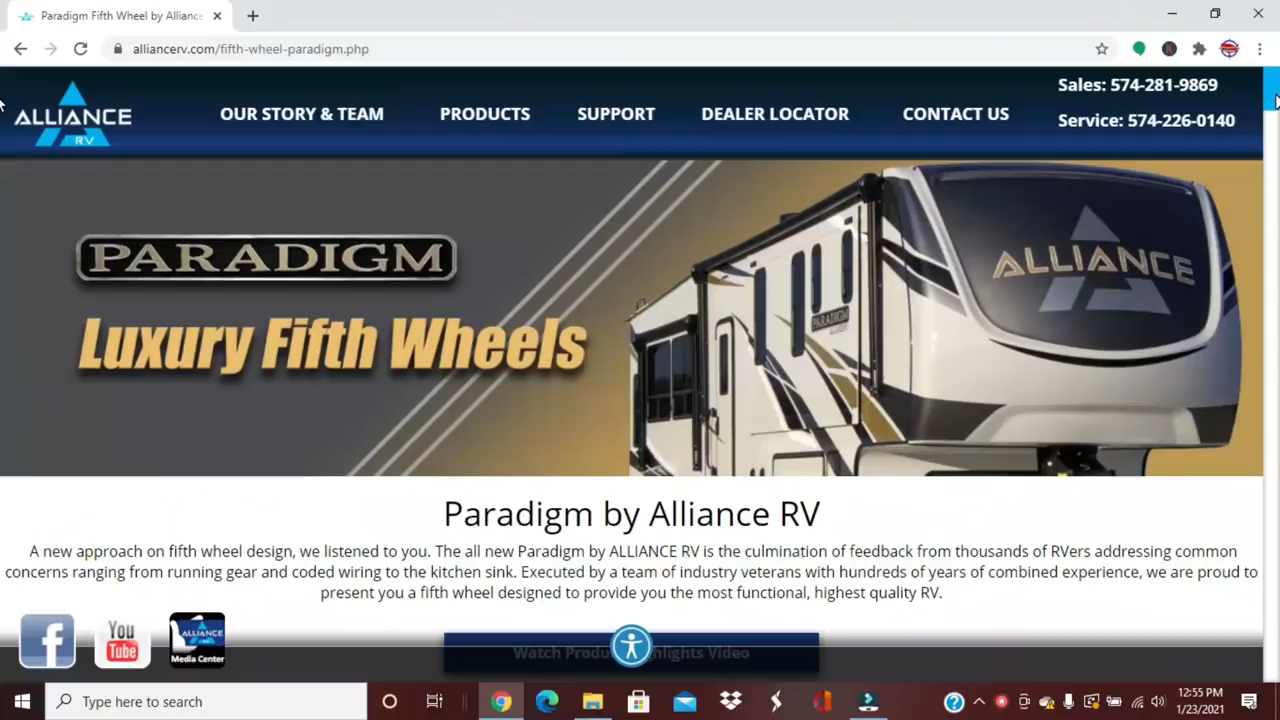 Paradigm Fifth Wheel by Alliance
alliancerv.com/fifth-wheel-paradigm.php
ALLIANCE
RV
OUR STORY & TEAM
PRODUCTS
SUPPORT
DEALER LOCATOR
CONTACT US
Sales: 574-281-9869
Service: 574-226-0140
PARADIGM
Luxury Fifth Wheels
ALLIANCE
PARADIGM
Paradigm by Alliance RV
A new approach on fifth wheel design, we listened to you. The all new Paradigm by ALLIANCE RV is the culmination of feedback from thousands of RVers addressing common
concerns ranging from running gear and coded wiring to the kitchen sink. Executed by a team of industry veterans with hundreds of years of combined experience, we are proud to
present you a fifth wheel designed to provide you the most functional, highest quality RV.
f
You
Tube
ALLIANCE
Media Center
Watch Produ ghlights Video
Type here to search
12:55 PM
1/23/2021